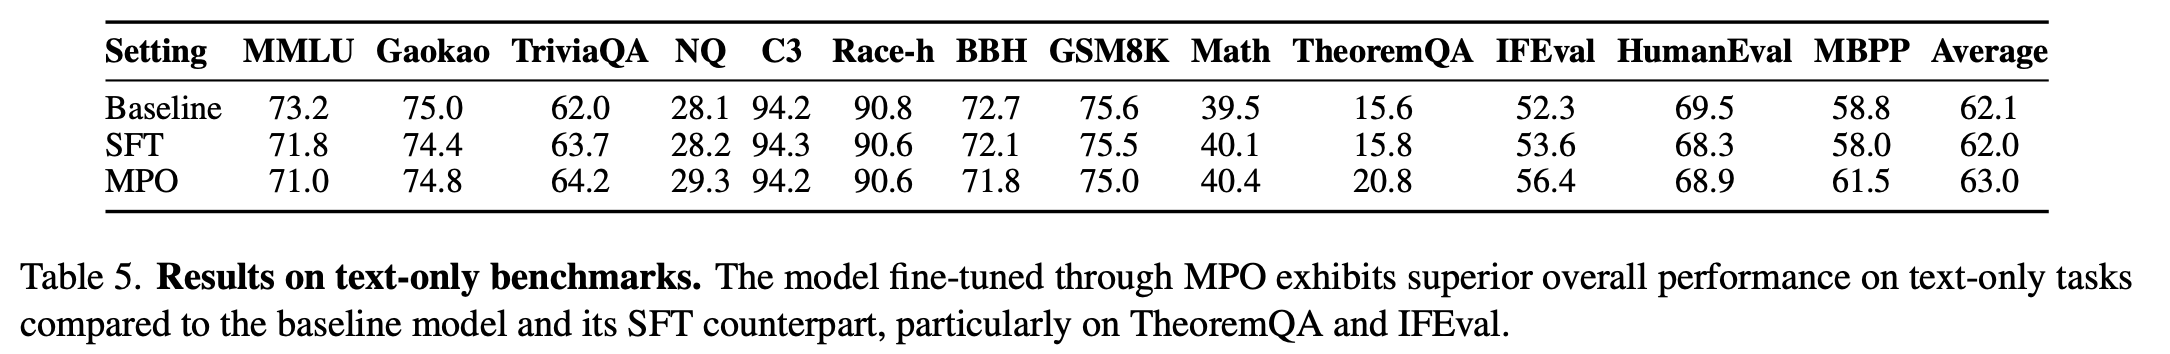 Setting MMLU Gaokao TriviaQA NQ C3 Race-h BBH GSM8K Math TheoremQA IFEval HumanEval MBPP Average
Baseline 73.2 75.0 62.0 28.1 94.2 90.8 72.7 75.6 39.5 15.6 52.3 69.5 58.8 62.1
SFT 71.8 74.4 63.7 28.2 94.3 90.6 72.1 75.5 40.1 15.8 53.6 68.3 58.0 62.0
MPO 71.0 74.8 64.2 29.3 94.2 90.6 71.8 75.0 40.4 20.8 56.4 68.9 61.5 63.0
Table 5. Results on text-only benchmarks. The model fine-tuned through MPO exhibits superior overall performance on text-only tasks
compared to the baseline model and its SFT counterpart, particularly on TheoremQA and IFEval.